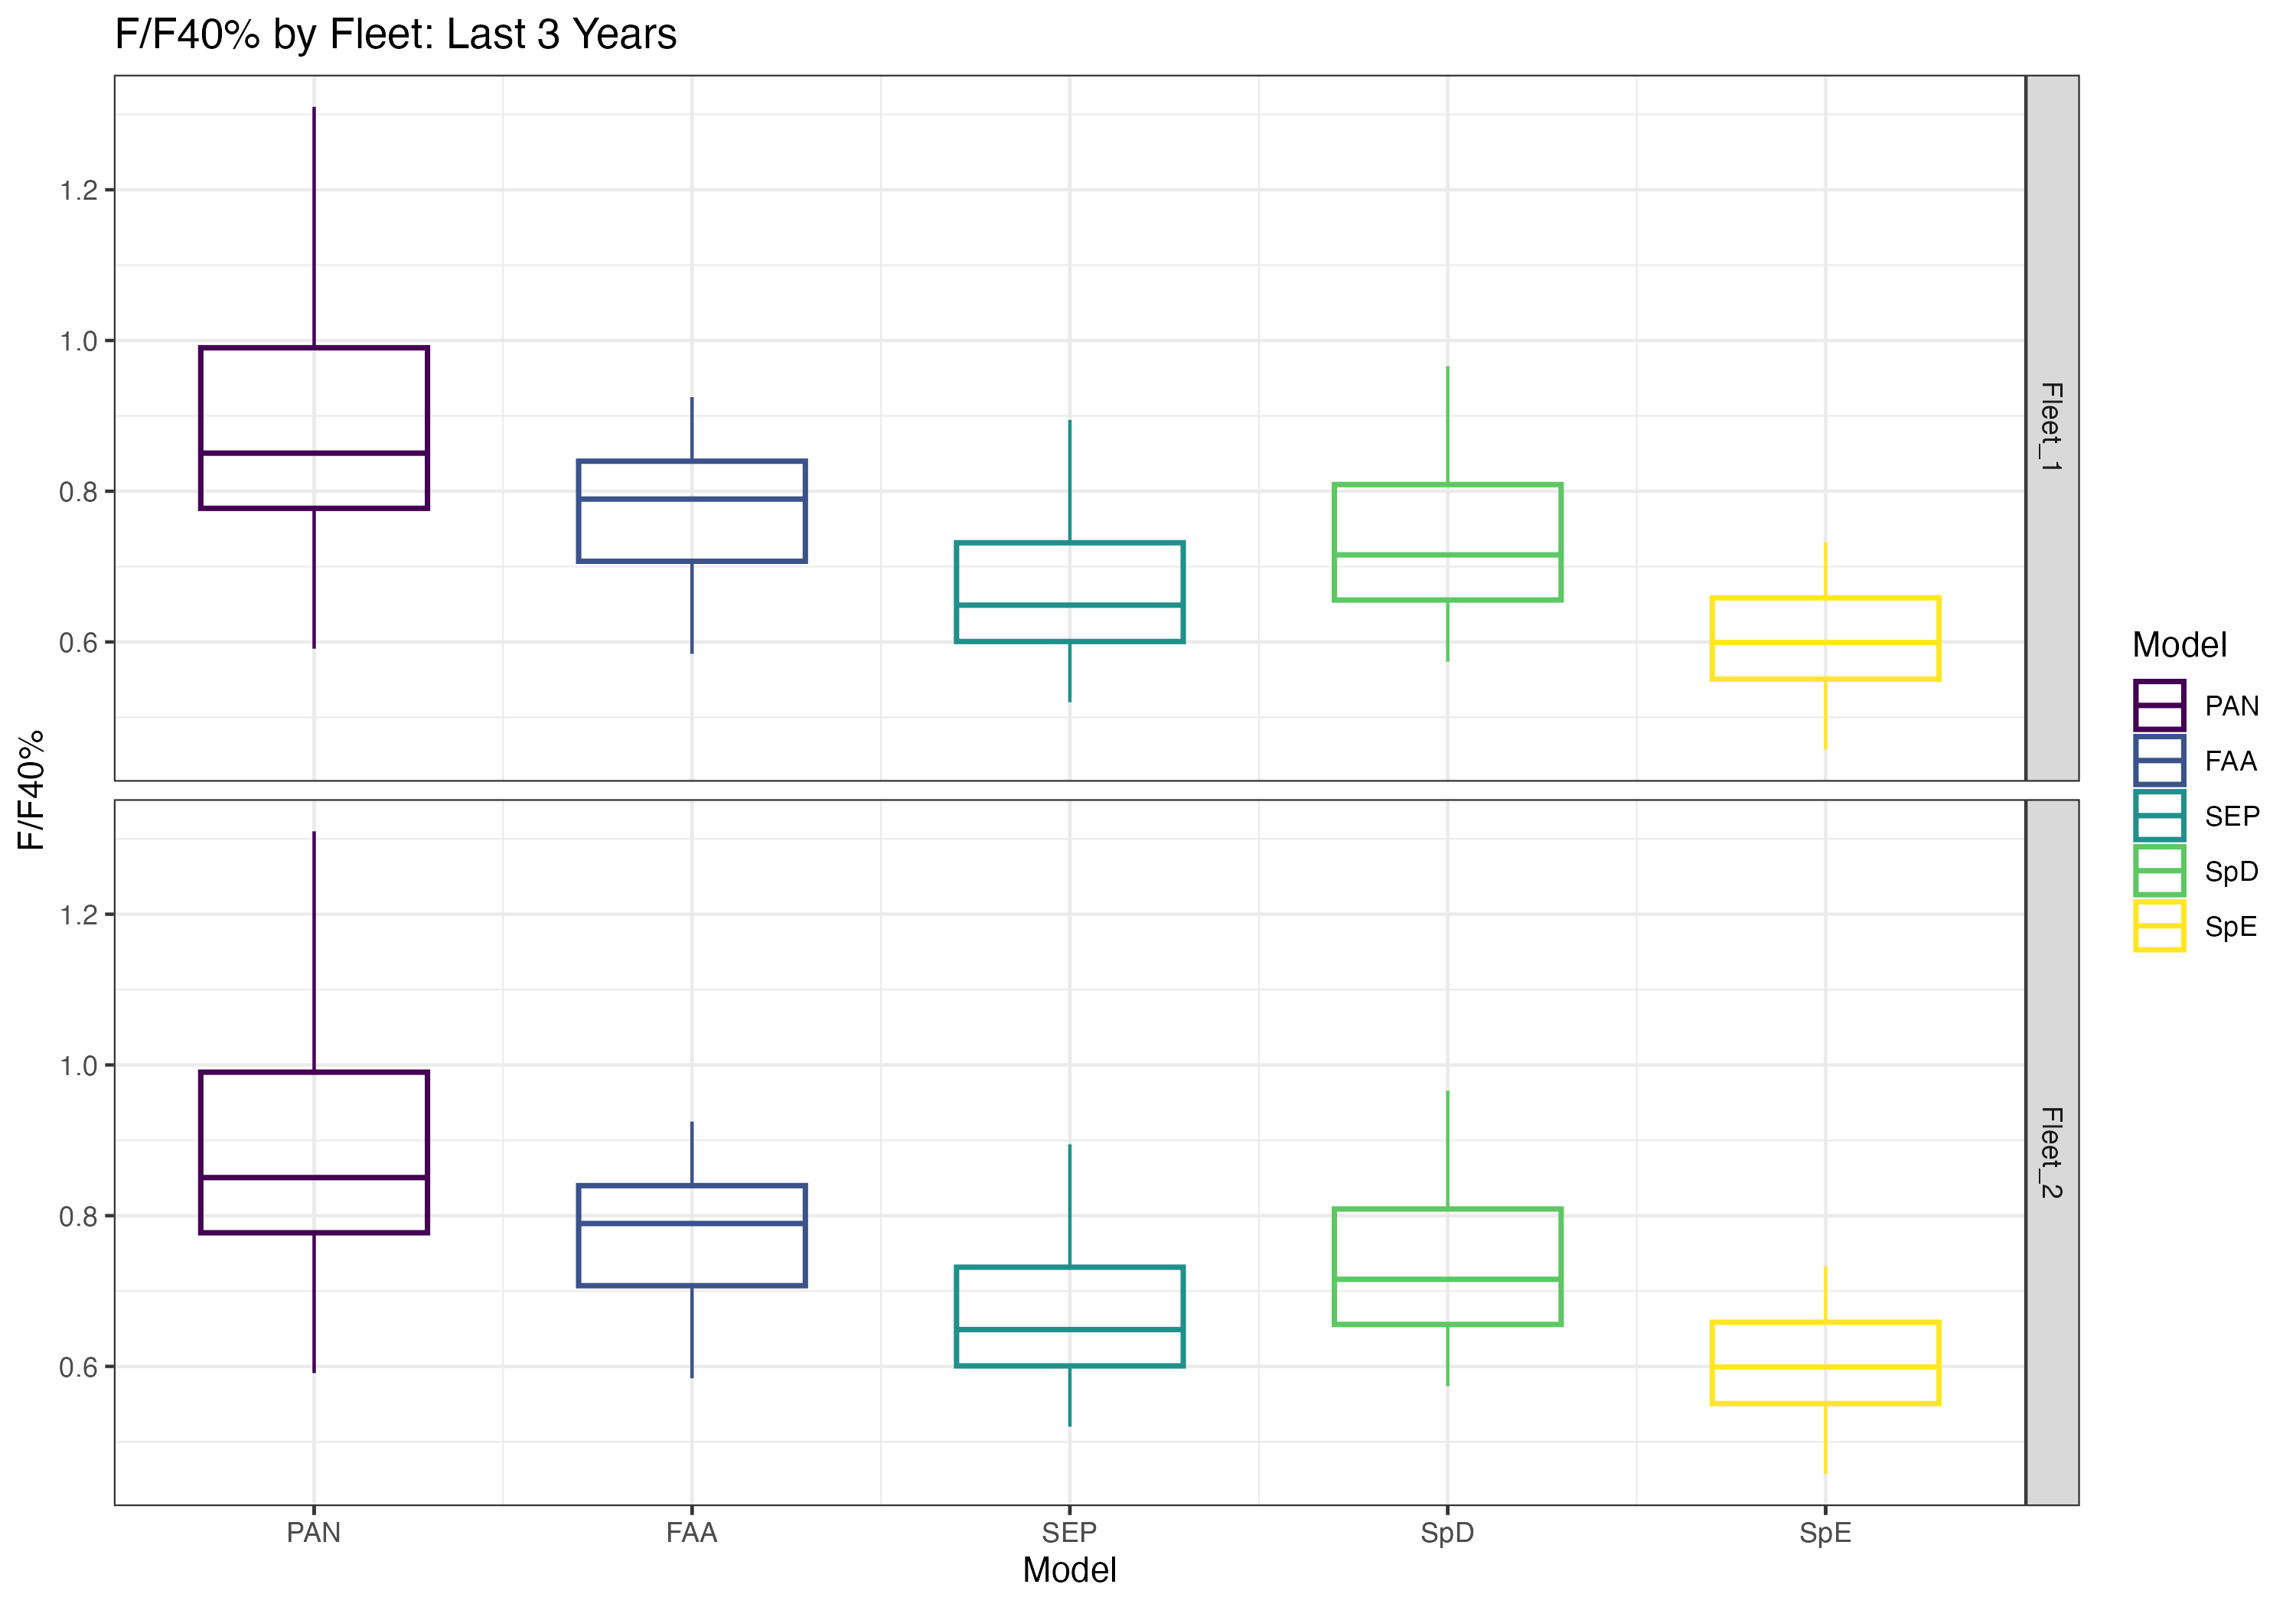 F/F40% by Fleet: Last 3 Years
F/F40%
1.2
1.0
0.8
0.6
Fleet_1
1.2
1.0
0.8
0.6
Fleet_2
PAN
FAA
SEP
SpD
SpE
Model
Model
PAN
FAA
SEP
SpD
SpE